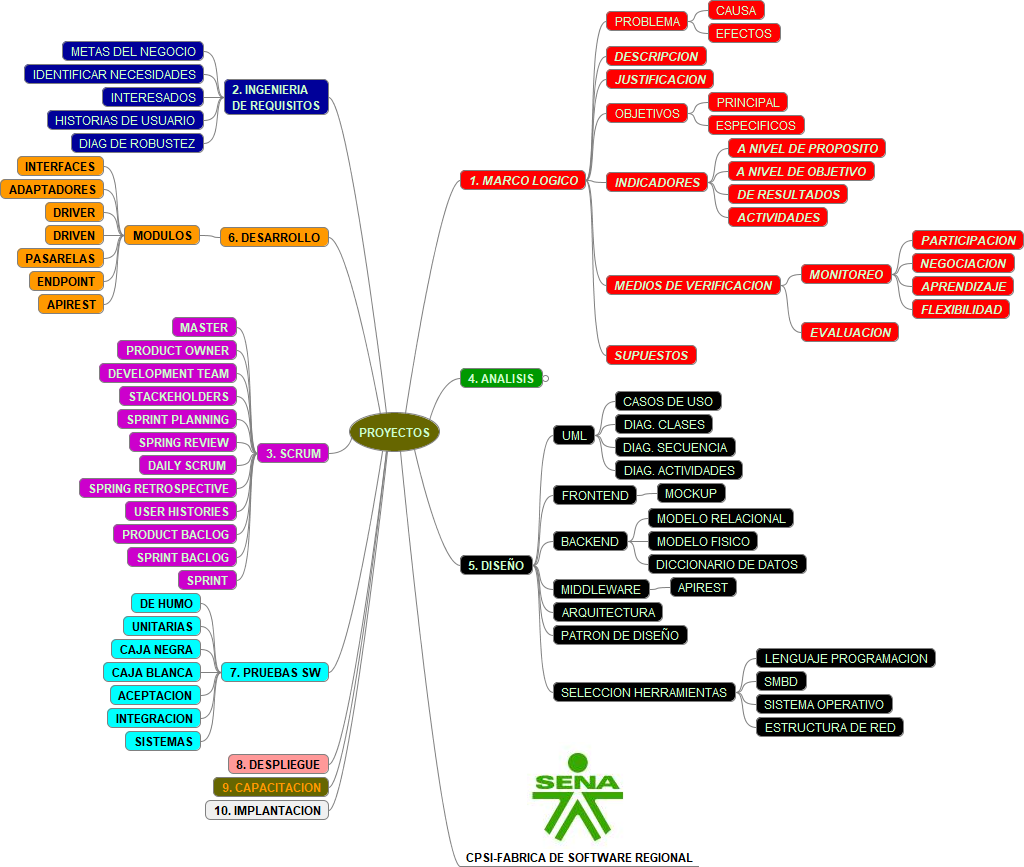 PROYECTOS
1. MARCO LOGICO
PROBLEMA
CAUSA
EFECTOS
DESCRIPCION
JUSTIFICACION
OBJETIVOS
PRINCIPAL
ESPECIFICOS
INDICADORES
A NIVEL DE PROPOSITO
A NIVEL DE OBJETIVO
DE RESULTADOS
ACTIVIDADES
MEDIOS DE VERIFICACION
MONITOREO
PARTICIPACION
NEGOCIACION
APRENDIZAJE
FLEXIBILIDAD
EVALUACION
SUPUESTOS
2. INGENIERIA
DE REQUISITOS
METAS DEL NEGOCIO
IDENTIFICAR NECESIDADES
INTERESADOS
HISTORIAS DE USUARIO
DIAG DE ROBUSTEZ
6. DESARROLLO
MODULOS
INTERFACES
ADAPTADORES
DRIVER
DRIVEN
PASARELAS
ENDPOINT
APIREST
3. SCRUM
MASTER
PRODUCT OWNER
DEVELOPMENT TEAM
STACKEHOLDERS
SPRINT PLANNING
SPRING REVIEW
DAILY SCRUM
SPRING RETROSPECTIVE
USER HISTORIES
PRODUCT BACLOG
SPRINT BACLOG
SPRINT
4. ANALISIS
5. DISEÑO
UML
CASOS DE USO
DIAG. CLASES
DIAG. SECUENCIA
DIAG. ACTIVIDADES
FRONTEND
MOCKUP
BACKEND
MODELO RELACIONAL
MODELO FISICO
DICCIONARIO DE DATOS
MIDDLEWARE
APIREST
ARQUITECTURA
PATRON DE DISEÑO
SELECCION HERRAMIENTAS
LENGUAJE PROGRAMACION
SMBD
SISTEMA OPERATIVO
ESTRUCTURA DE RED
7. PRUEBAS SW
DE HUMO
UNITARIAS
CAJA NEGRA
CAJA BLANCA
ACEPTACION
INTEGRACION
SISTEMAS
8. DESPLIEGUE
9. CAPACITACION
10. IMPLANTACION
SENA
CPSI-FABRICA DE SOFTWARE REGIONAL